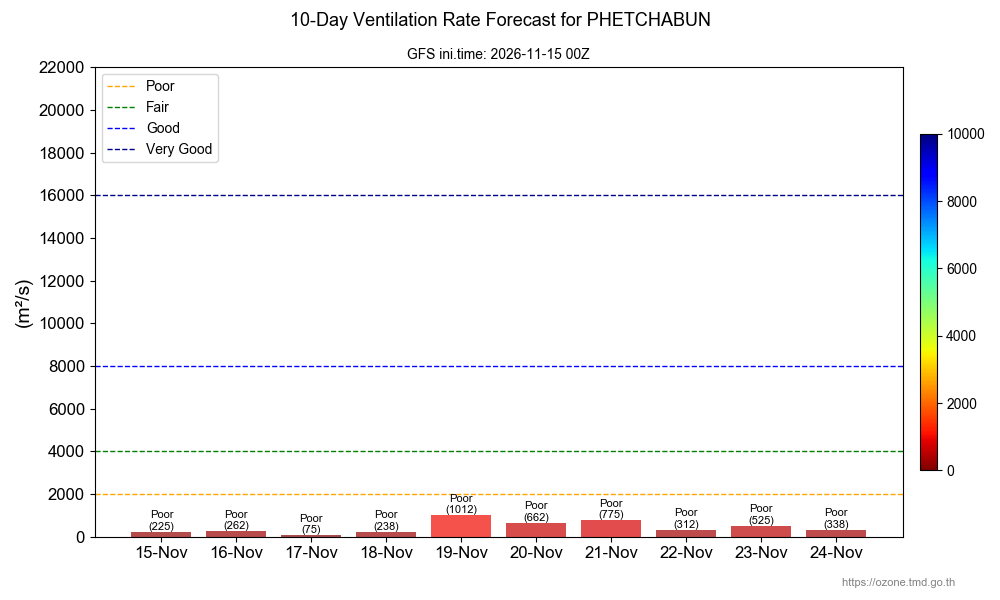 10-Day Ventilation Rate Forecast for PHETCHABUN
GFS ini.time: 2026-11-15 00Z
22000
20000
18000
16000
14000
12000
10000
8000
6000
4000
2000
0
(m²/s)
Poor
Fair
Good
Very Good
Poor
(225)
Poor
(262)
Poor
(75)
Poor
(238)
Poor
(1012)
Poor
(662)
Poor
(775)
Poor
(312)
Poor
(525)
Poor
(338)
15-Nov 16-Nov 17-Nov 18-Nov 19-Nov 20-Nov 21-Nov 22-Nov 23-Nov 24-Nov
10000
8000
6000
4000
2000
0
https://ozone.tmd.go.th